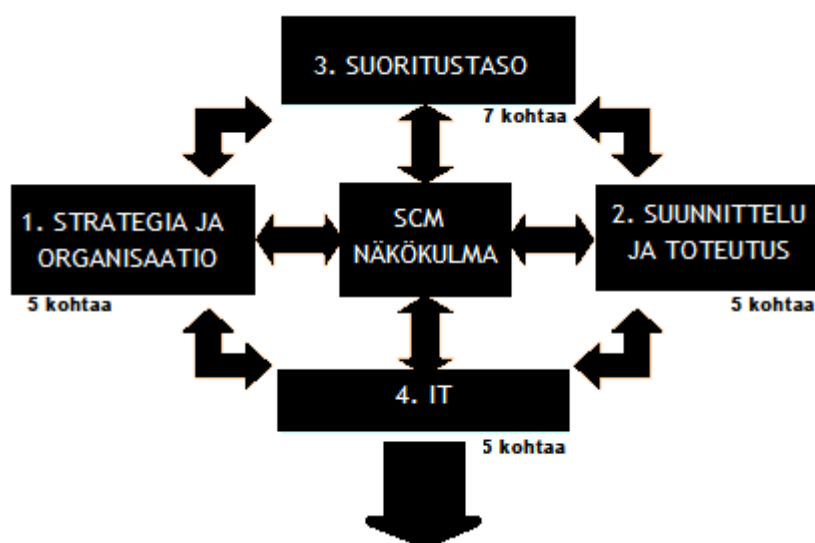 3. SUORITUSTASO
7 kohtaa
1. STRATEGIA JA
ORGANISAATIO
5 kohtaa
SCM
NÄKÖKULMA
2. SUUNNITTELU
JA TOTEUTUS
5 kohtaa
4. IT
5 kohtaa